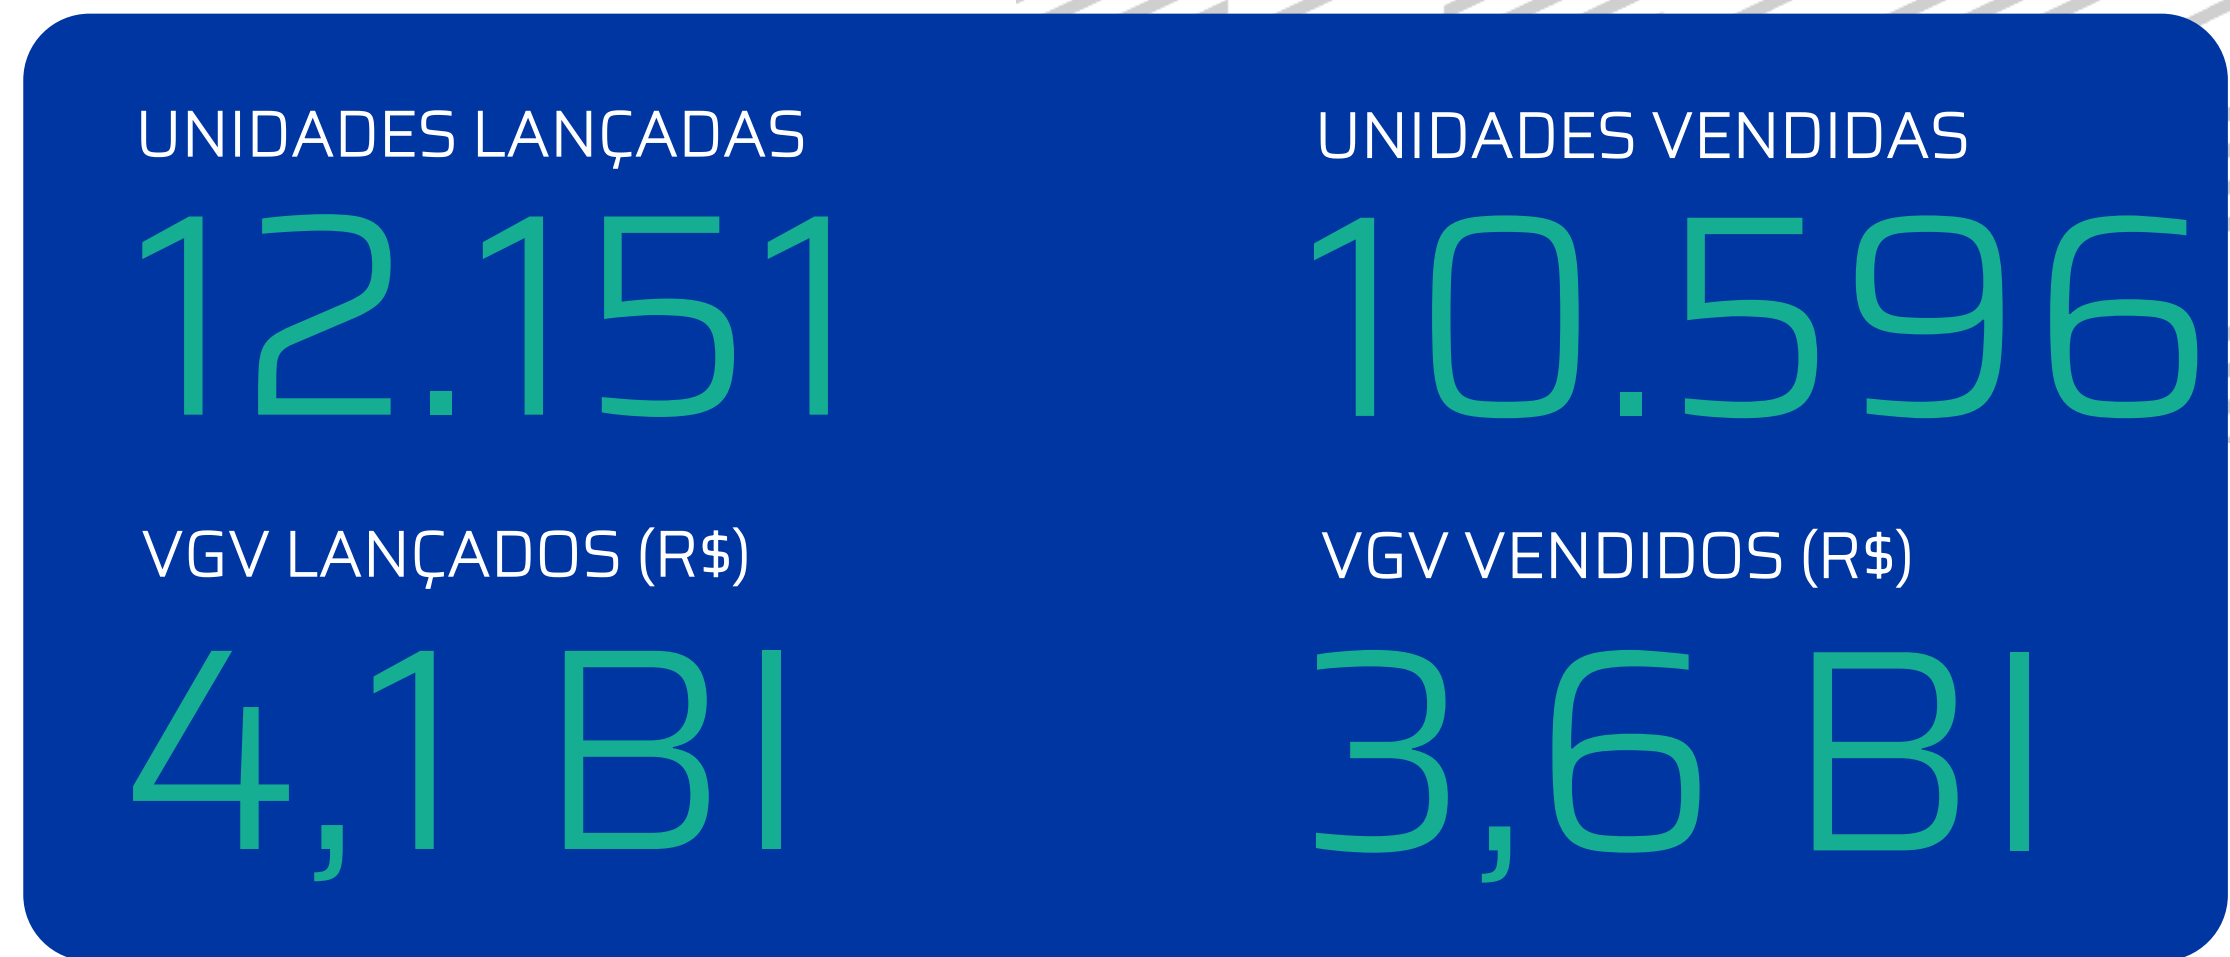 UNIDADES LANÇADAS
12.151
UNIDADES VENDIDAS
10.596
VGV LANÇADOS (R$)
4,1 BI
VGV VENDIDOS (R$)
3,6 BI